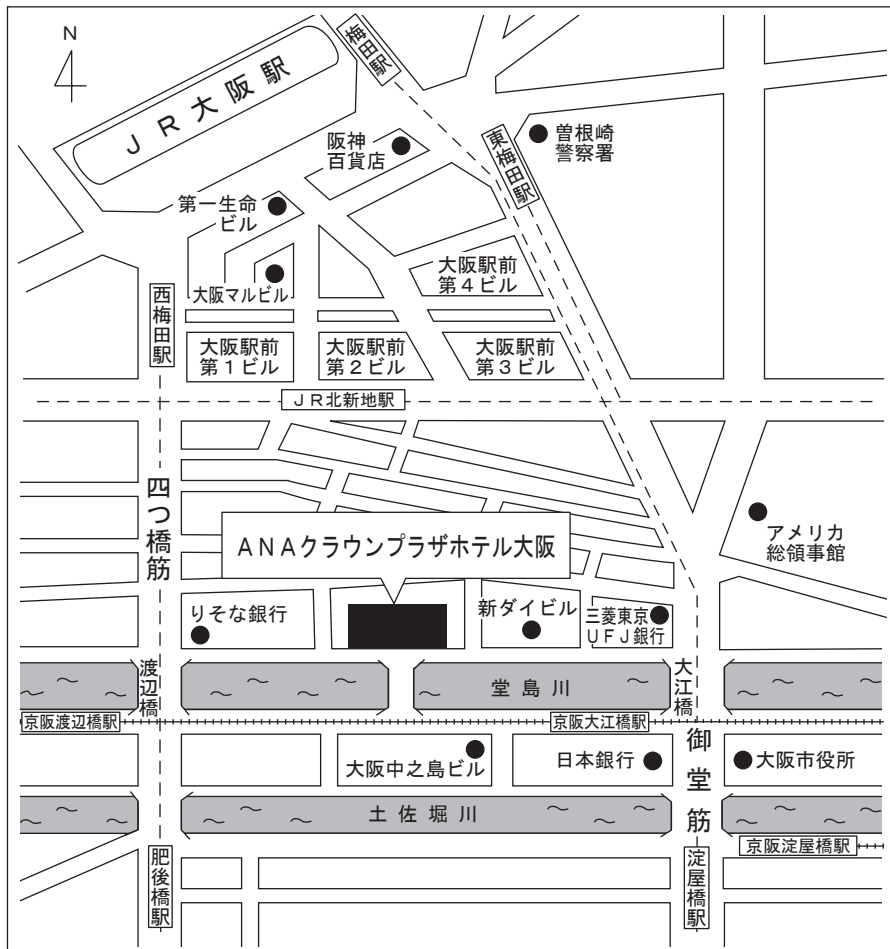 N
梅田駅
JR大阪駅
阪神
百貨店
東梅田駅
曽根崎
警察署
第一生命
ビル
大阪マルビル
大阪駅前
第4ビル
西梅田駅
大阪駅前
第1ビル
大阪駅前
第2ビル
大阪駅前
第3ビル
JR北新地駅
四つ橋筋
アメリカ
総領事館
ANAクラウンプラザホテル大阪
りそな銀行
新ダイビル
三菱東京
UFJ銀行
渡辺橋
堂島川
大江橋
京阪渡辺橋駅
京阪大江橋駅
御堂筋
大阪中之島ビル
日本銀行
大阪市役所
土佐堀川
京阪淀屋橋駅
肥後橋駅
淀屋橋駅